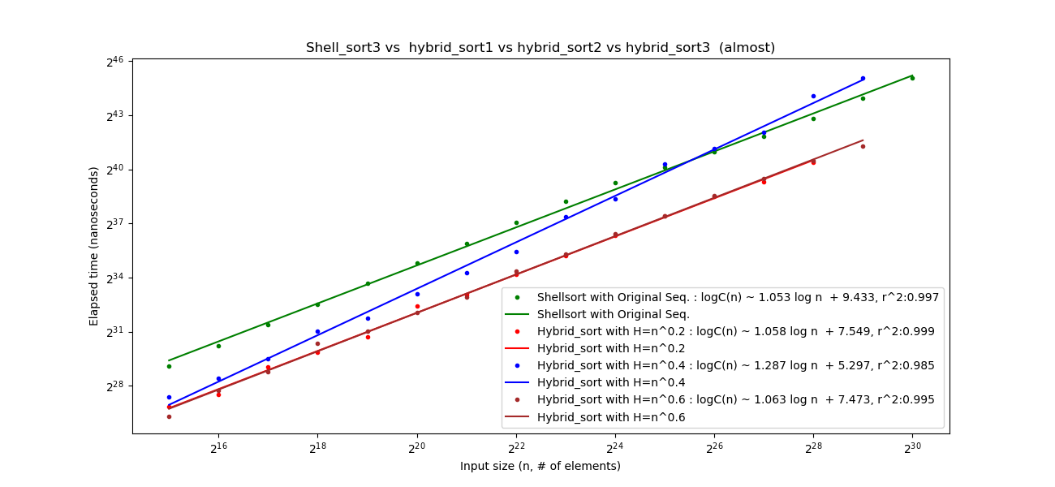 Shell_sort3 vs  hybrid_sort1 vs hybrid_sort2 vs hybrid_sort3  (almost)
2^46
2^43
2^40
2^37
2^34
2^31
2^28
Elapsed time (nanoseconds)
Shellsort with Original Seq. : logC(n) ~ 1.053 log n  + 9.433, r^2:0.997
Shellsort with Original Seq.
Hybrid_sort with H=n^0.2 : logC(n) ~ 1.058 log n  + 7.549, r^2:0.999
Hybrid_sort with H=n^0.2
Hybrid_sort with H=n^0.4 : logC(n) ~ 1.287 log n  + 5.297, r^2:0.985
Hybrid_sort with H=n^0.4
Hybrid_sort with H=n^0.6 : logC(n) ~ 1.063 log n  + 7.473, r^2:0.995
Hybrid_sort with H=n^0.6
2^16 2^18 2^20 2^22 2^24 2^26 2^28 2^30
Input size (n, # of elements)